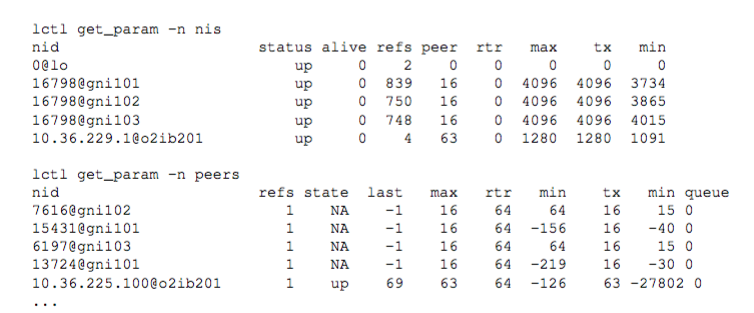 lctl get_param -n nis
nid status alive refs peer rtr max tx min
0@lo up 0 2 0 0 0 0 0
16798@gni101 up 0 839 16 0 4096 4096 3734
16798@gni102 up 0 750 16 0 4096 4096 3865
16798@gni103 up 0 748 16 0 4096 4096 4015
10.36.229.1@o2ib201 up 0 4 63 0 1280 1280 1091
lctl get_param -n peers
nid refs state last max rtr min tx min queue
7616@gni102 1 NA -1 16 64 64 16 15 0
15431@gni101 1 NA -1 16 64 -156 16 -40 0
6197@gni103 1 NA -1 16 64 64 16 15 0
13724@gni101 1 NA -1 16 64 -219 16 -30 0
10.36.225.100@o2ib201 1 up 69 63 64 -126 63 -27802 0
...